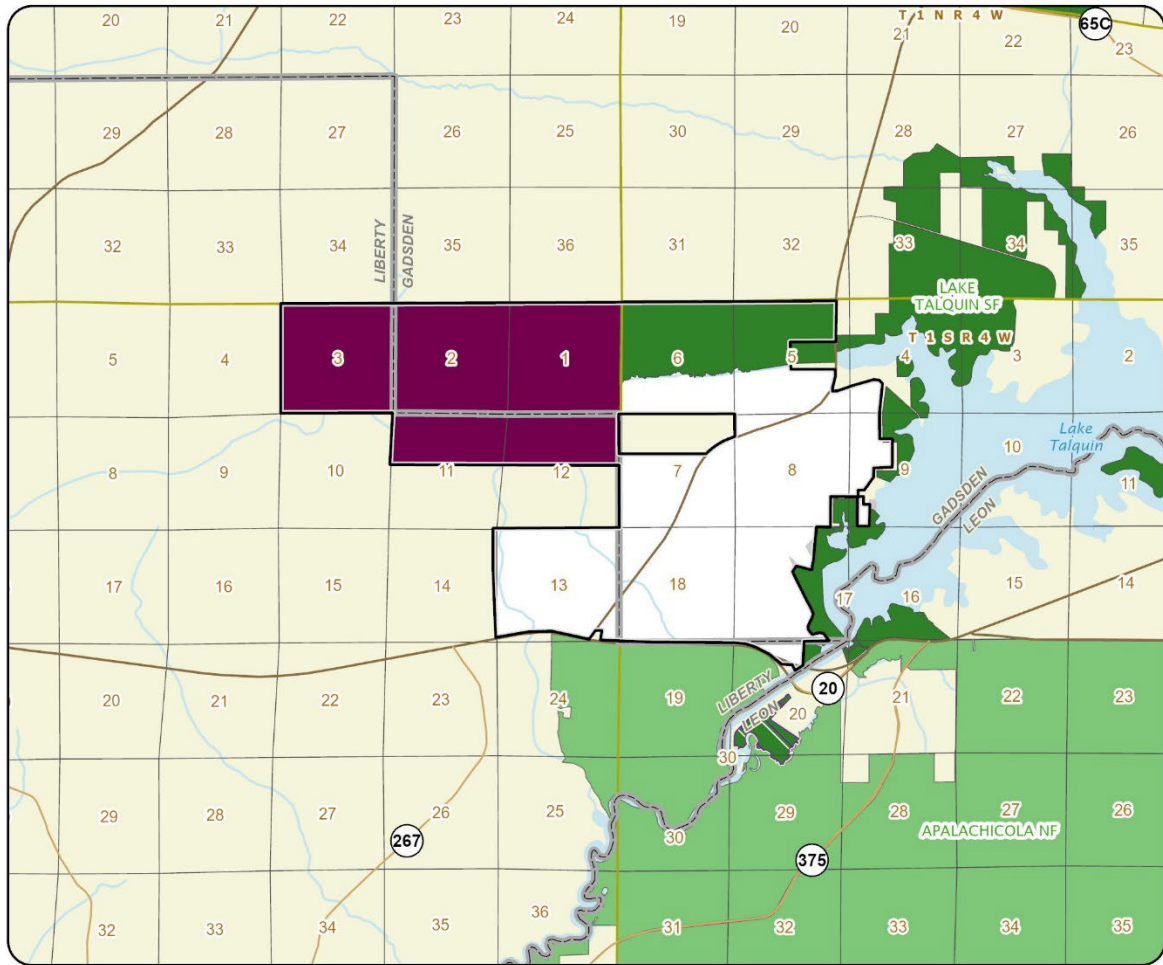 20 21 22 23 24 19 20 21 T1NR4W 22 65C 23
29 28 27 26 25 30 29 28 27 26
32 33 34 LIBERTY GADSDEN 35 36 31 32 33 34 35
LAKE
TALQUIN SF
T1SR4W
5 4 3 2 1 6 5 4 3 2
Lake
Talquin
8 9 10 11 12 7 8 9 10 11
GADSDEN
LEON
17 16 15 14 13 18 17 16 15 14
20 21 22 23 24 19 LIBERTY LEON 20 20 21 22 23
30
29 28 27 26 25 30 29 28 27 26
267
375
APALACHICOLA NF
32 33 34 35 36 31 32 33 34 35